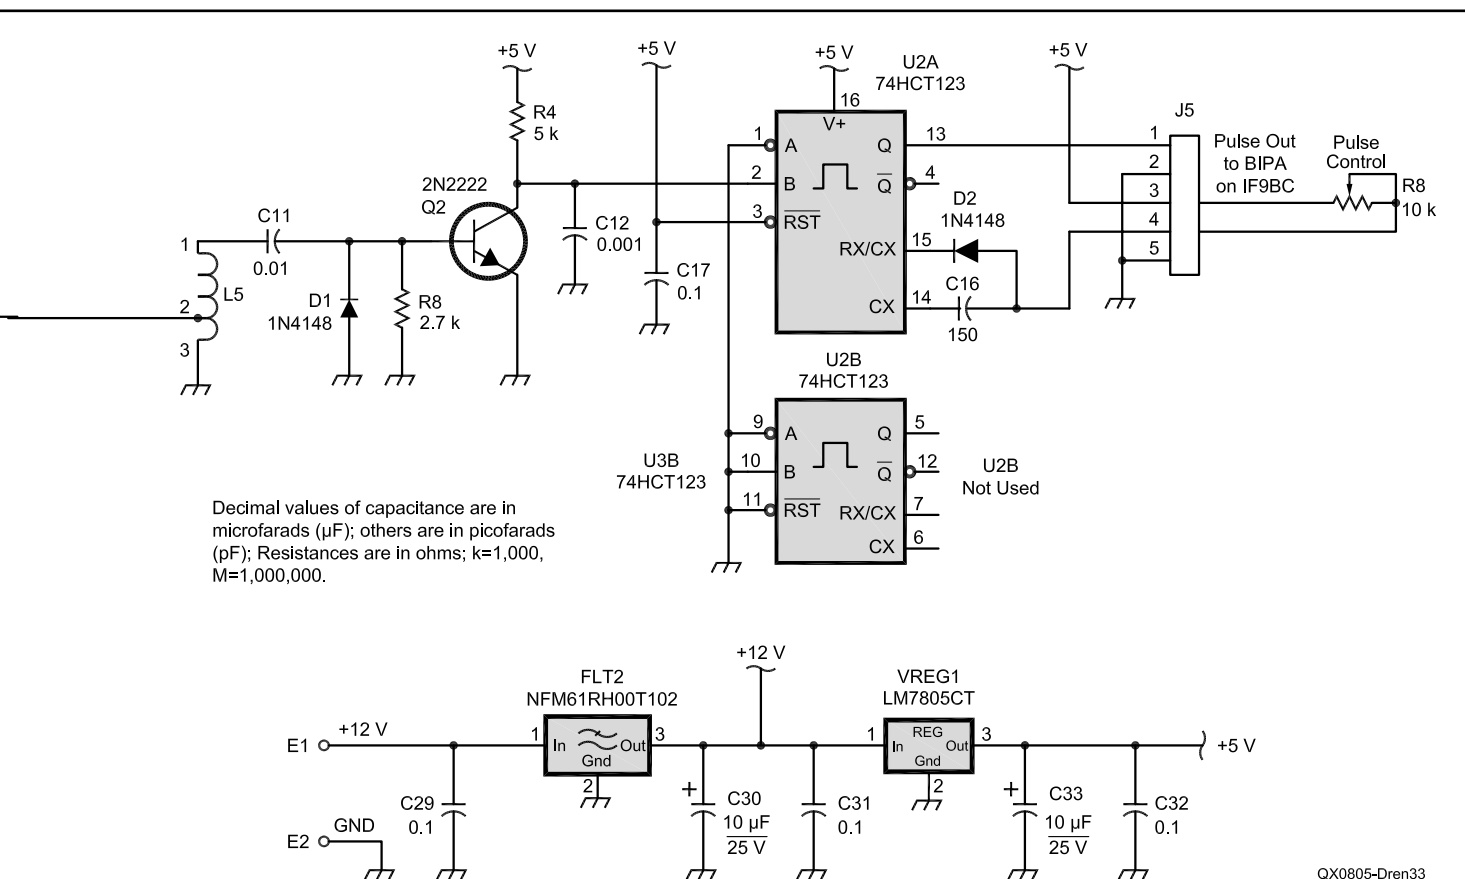 +5 V
+5 V
+5 V
U2A
74HCT123
+5 V
R4
5 k
16
V+
J5
1
A
Q
13
1
Pulse Out
to BIPA
on IF9BC
Pulse
Control
2N2222
Q2
2
B
Q
4
2
D2
1N4148
3
R8
10 k
C11
0.01
1
C12
0.001
3
RST
15
RX/CX
4
5
L5
2
3
D1
1N4148
R8
2.7 k
C17
0.1
C16
150
14
CX
U2B
74HCT123
9
A
Q
5
U3B
74HCT123
10
B
Q
12
U2B
Not Used
11
RST
RX/CX
7
CX
6
Decimal values of capacitance are in
microfarads (µF); others are in picofarads
(pF); Resistances are in ohms; k=1,000,
M=1,000,000.
+12 V
FLT2
NFM61RH00T102
VREG1
LM7805CT
E1
+12 V
1
In
Out
Gnd
3
2
1
REG
In
Out
Gnd
3
2
+5 V
C29
0.1
+
C30
10 µF
25 V
C31
0.1
+
C33
10 µF
25 V
C32
0.1
E2
GND
QX0805-Dren33